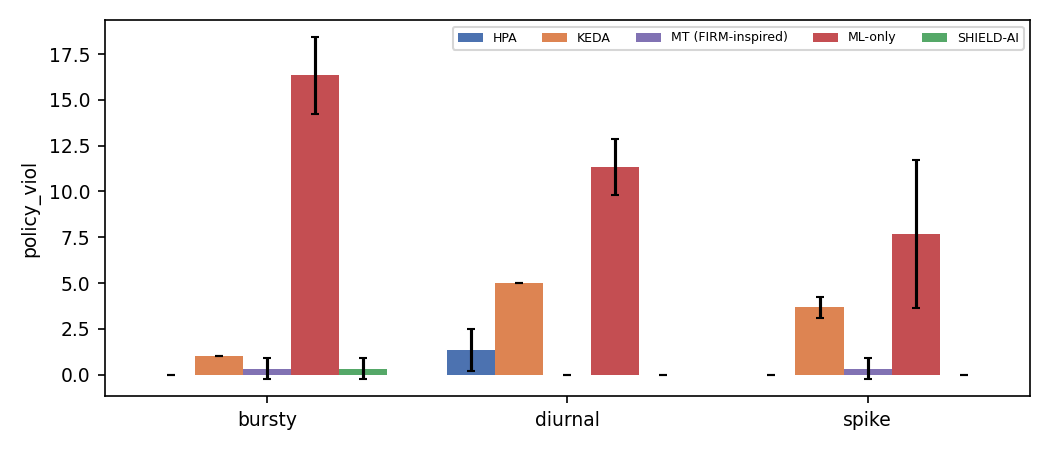 HPA KEDA MT (FIRM-inspired) ML-only SHIELD-AI
policy_viol
17.5
15.0
12.5
10.0
7.5
5.0
2.5
0.0
bursty diurnal spike